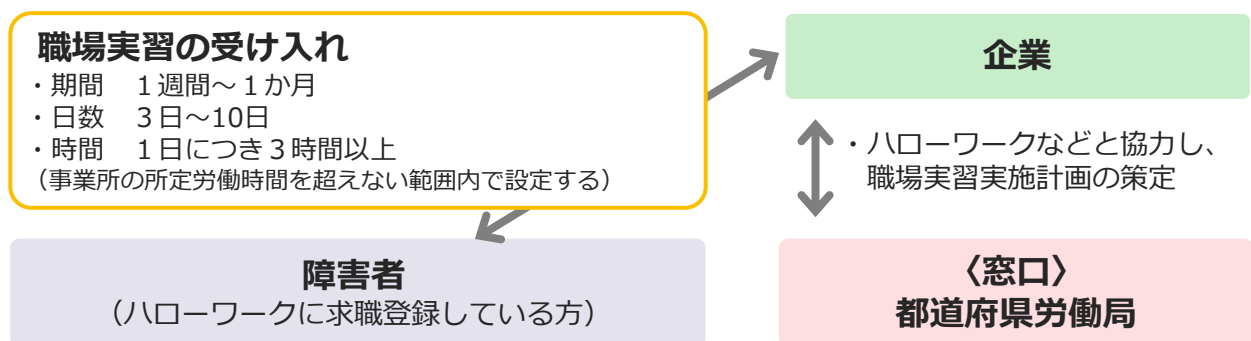 職場実習の受け入れ
・期間　１週間～１か月
・日数　３日～10日
・時間　１日につき３時間以上
（事業所の所定労働時間を超えない範囲内で設定する）
企業
・ハローワークなどと協力し、
職場実習実施計画の策定
障害者
（ハローワークに求職登録している方）
〈窓口〉
都道府県労働局